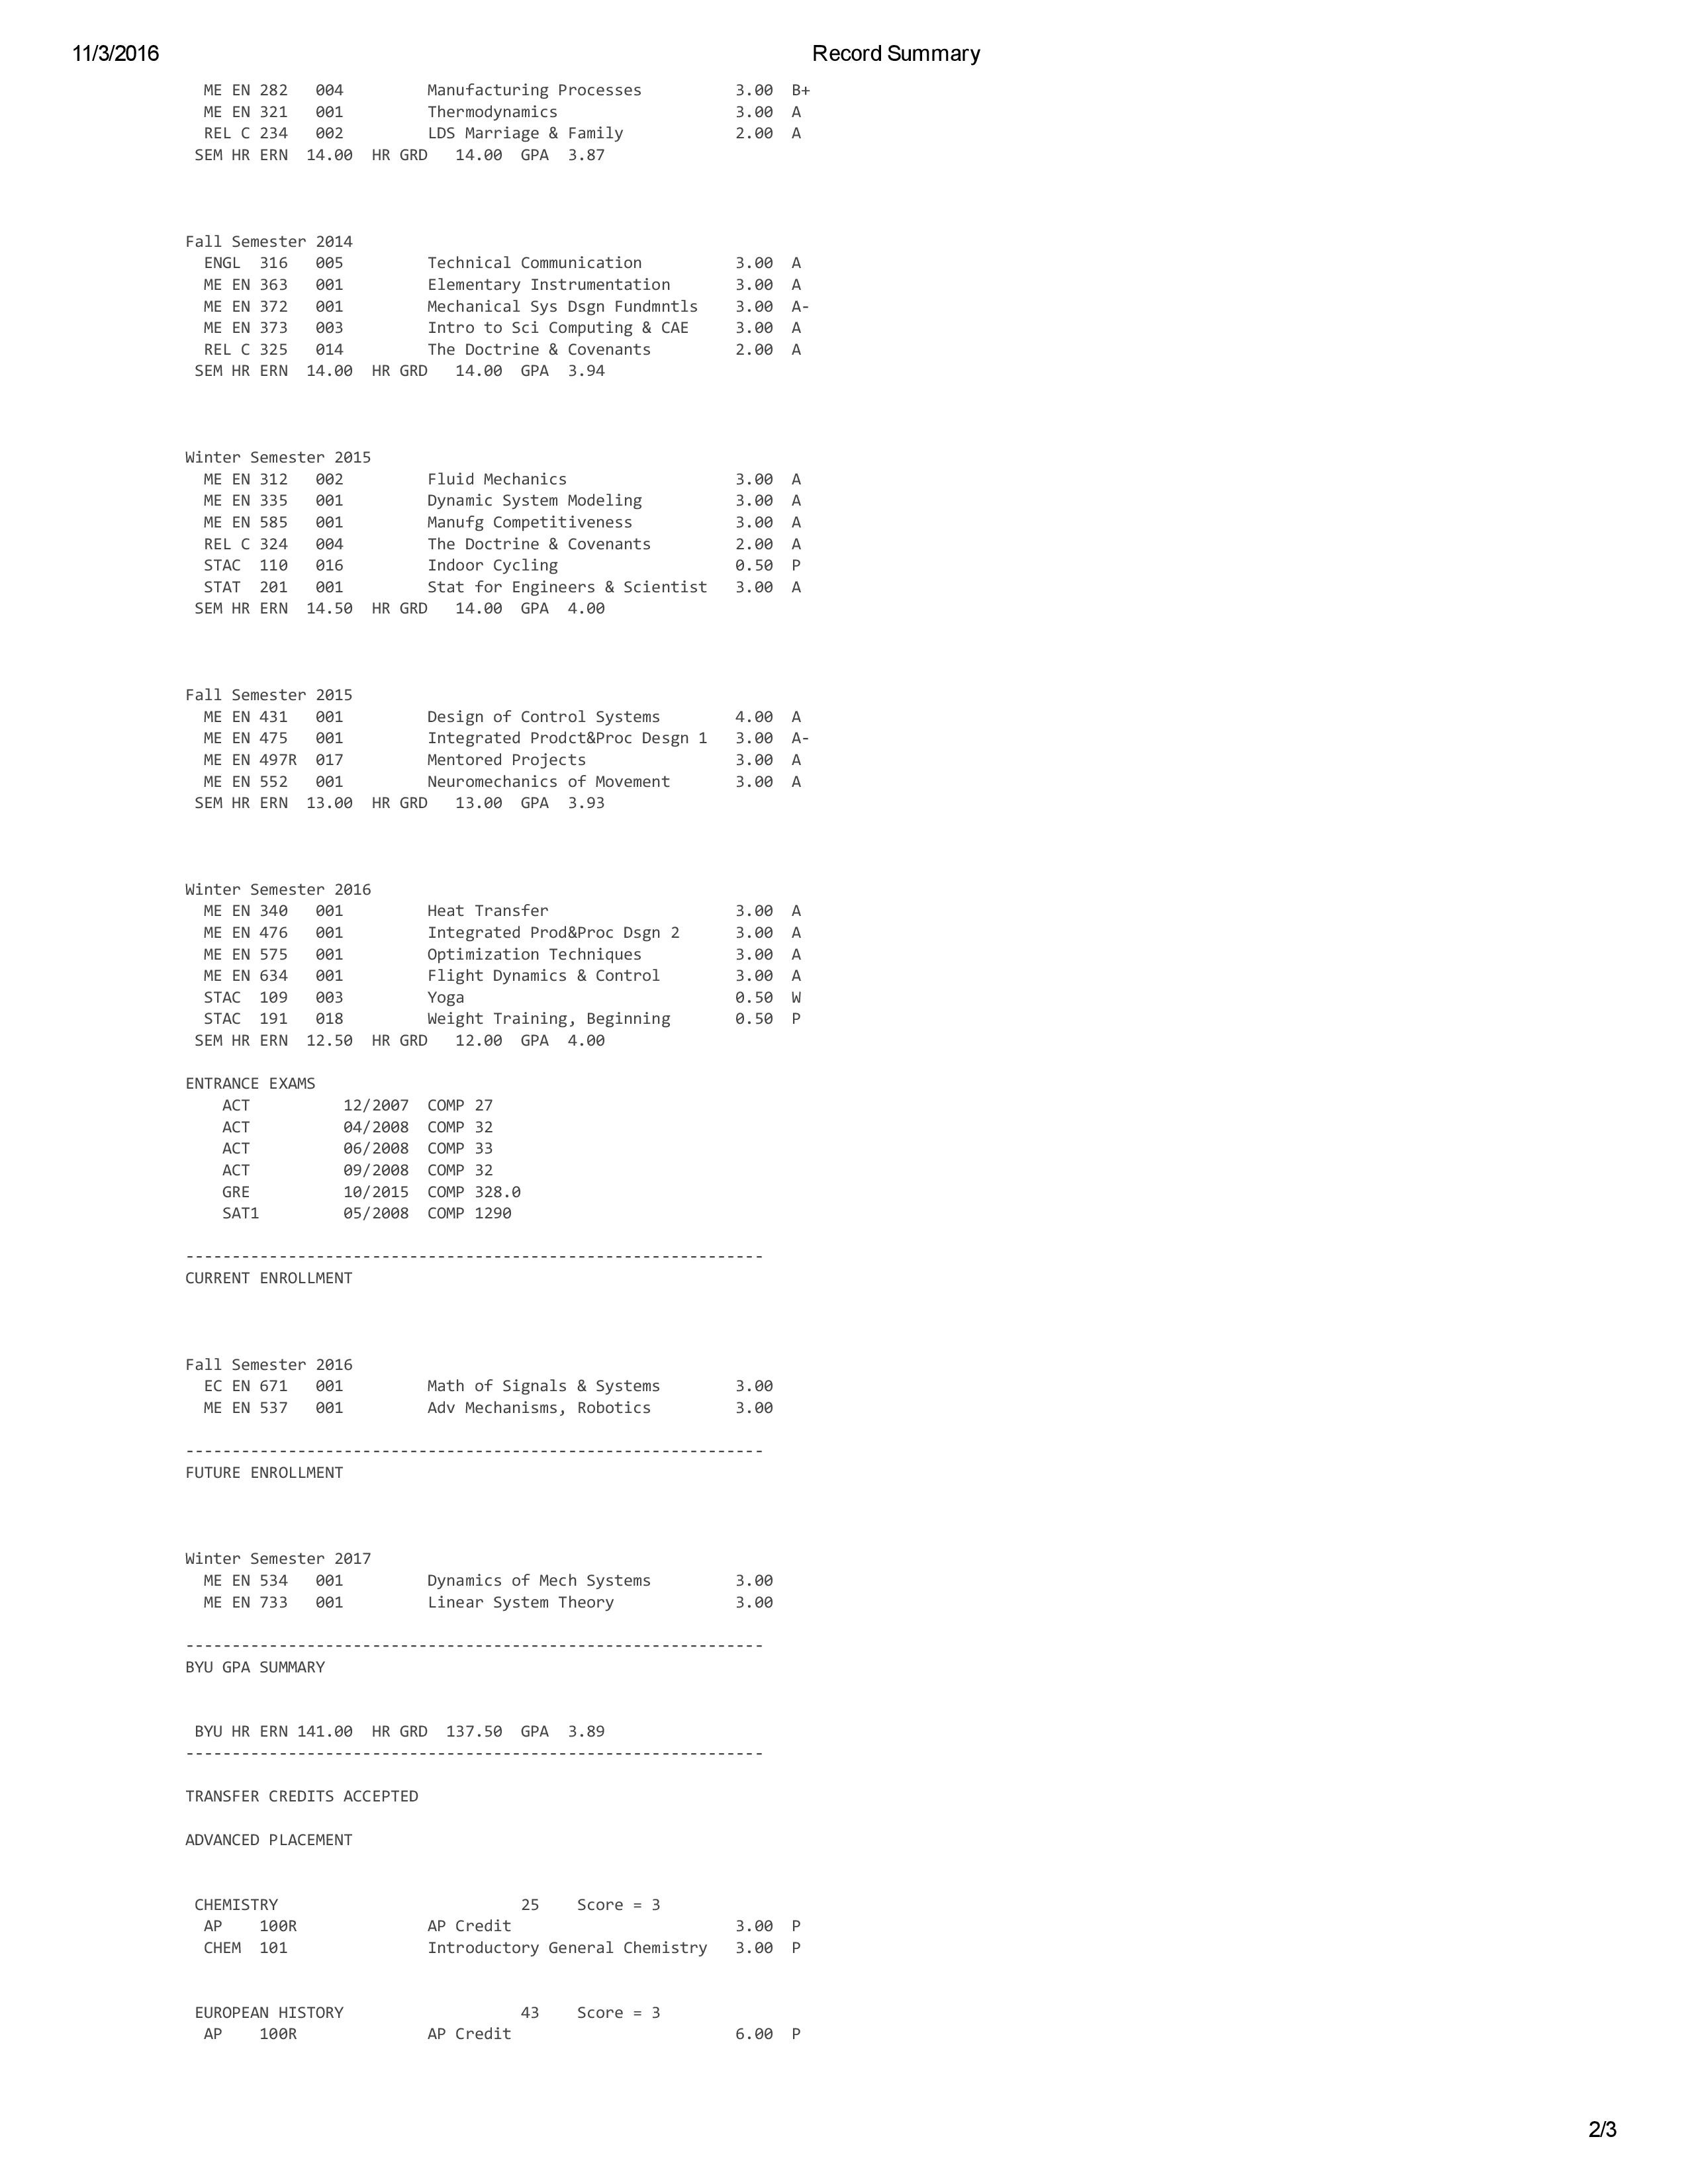 11/3/2016 Record Summary
ME EN 282 004 Manufacturing Processes 3.00 B+
ME EN 321 001 Thermodynamics 3.00 A
REL C 234 002 LDS Marriage & Family 2.00 A
SEM HR ERN 14.00 HR GRD 14.00 GPA 3.87
Fall Semester 2014
ENGL 316 005 Technical Communication 3.00 A
ME EN 363 001 Elementary Instrumentation 3.00 A
ME EN 372 001 Mechanical Sys Dsgn Fundmntls 3.00 A-
ME EN 373 003 Intro to Sci Computing & CAE 3.00 A
REL C 325 014 The Doctrine & Covenants 2.00 A
SEM HR ERN 14.00 HR GRD 14.00 GPA 3.94
Winter Semester 2015
ME EN 312 002 Fluid Mechanics 3.00 A
ME EN 335 001 Dynamic System Modeling 3.00 A
ME EN 585 001 Manufg Competitiveness 3.00 A
REL C 324 004 The Doctrine & Covenants 2.00 A
STAC 110 016 Indoor Cycling 0.50 P
STAT 201 001 Stat for Engineers & Scientist 3.00 A
SEM HR ERN 14.50 HR GRD 14.00 GPA 4.00
Fall Semester 2015
ME EN 431 001 Design of Control Systems 4.00 A
ME EN 475 001 Integrated Prodct&Proc Desgn 1 3.00 A-
ME EN 497R 017 Mentored Projects 3.00 A
ME EN 552 001 Neuromechanics of Movement 3.00 A
SEM HR ERN 13.00 HR GRD 13.00 GPA 3.93
Winter Semester 2016
ME EN 340 001 Heat Transfer 3.00 A
ME EN 476 001 Integrated Prod&Proc Dsgn 2 3.00 A
ME EN 575 001 Optimization Techniques 3.00 A
ME EN 634 001 Flight Dynamics & Control 3.00 A
STAC 109 003 Yoga 0.50 W
STAC 191 018 Weight Training, Beginning 0.50 P
SEM HR ERN 12.50 HR GRD 12.00 GPA 4.00
ENTRANCE EXAMS
ACT 12/2007 COMP 27
ACT 04/2008 COMP 32
ACT 06/2008 COMP 33
ACT 09/2008 COMP 32
GRE 10/2015 COMP 328.0
SAT1 05/2008 COMP 1290
--------------------------------------------------------------
CURRENT ENROLLMENT
Fall Semester 2016
EC EN 671 001 Math of Signals & Systems 3.00
ME EN 537 001 Adv Mechanisms, Robotics 3.00
--------------------------------------------------------------
FUTURE ENROLLMENT
Winter Semester 2017
ME EN 534 001 Dynamics of Mech Systems 3.00
ME EN 733 001 Linear System Theory 3.00
--------------------------------------------------------------
BYU GPA SUMMARY
BYU HR ERN 141.00 HR GRD 137.50 GPA 3.89
--------------------------------------------------------------
TRANSFER CREDITS ACCEPTED
ADVANCED PLACEMENT
CHEMISTRY 25 Score = 3
AP 100R AP Credit 3.00 P
CHEM 101 Introductory General Chemistry 3.00 P
EUROPEAN HISTORY 43 Score = 3
AP 100R AP Credit 6.00 P
2/3